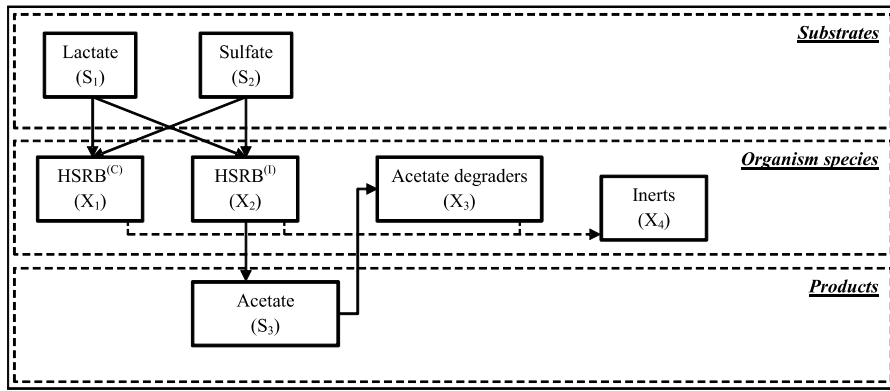 Substrates
Lactate
(S₁)
Sulfate
(S₂)
Organism species
HSRB⁽ᶜ⁾
(X₁)
HSRB⁽ᴵ⁾
(X₂)
Acetate degraders
(X₃)
Inerts
(X₄)
Products
Acetate
(S₃)